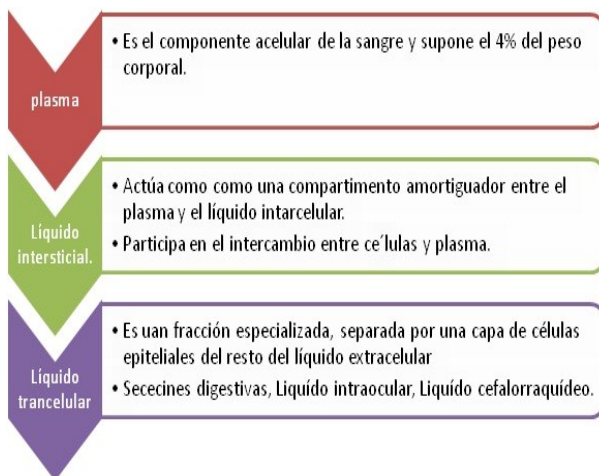 plasma
• Es el componente acelular de la sangre y supone el 4% del peso
corporal.
Líquido
intersticial.
• Actúa como como una compartimento amortiguador entre el
plasma y el líquido intarcelular.
• Participa en el intercambio entre ce´lulas y plasma.
Líquido
trancelular
• Es uan fracción especializada, separada por una capa de células
epiteliales del resto del líquido extracelular
• Sececines digestivas, Liquído intraocular, Liquído cefalorraquídeo.